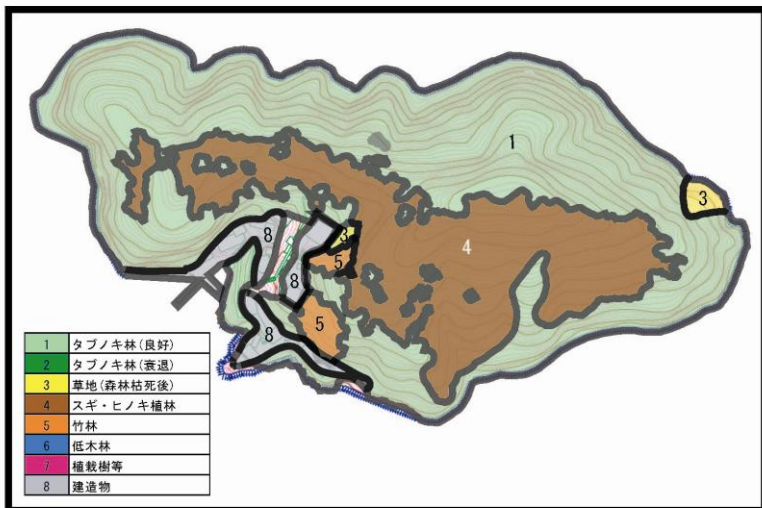 1
3
8
3
5
4
8
5
8
1 タブノキ林(良好)
2 タブノキ林(衰退)
3 草地(森林枯死後)
4 スギ・ヒノキ植林
5 竹林
6 低木林
7 植栽樹等
8 建造物